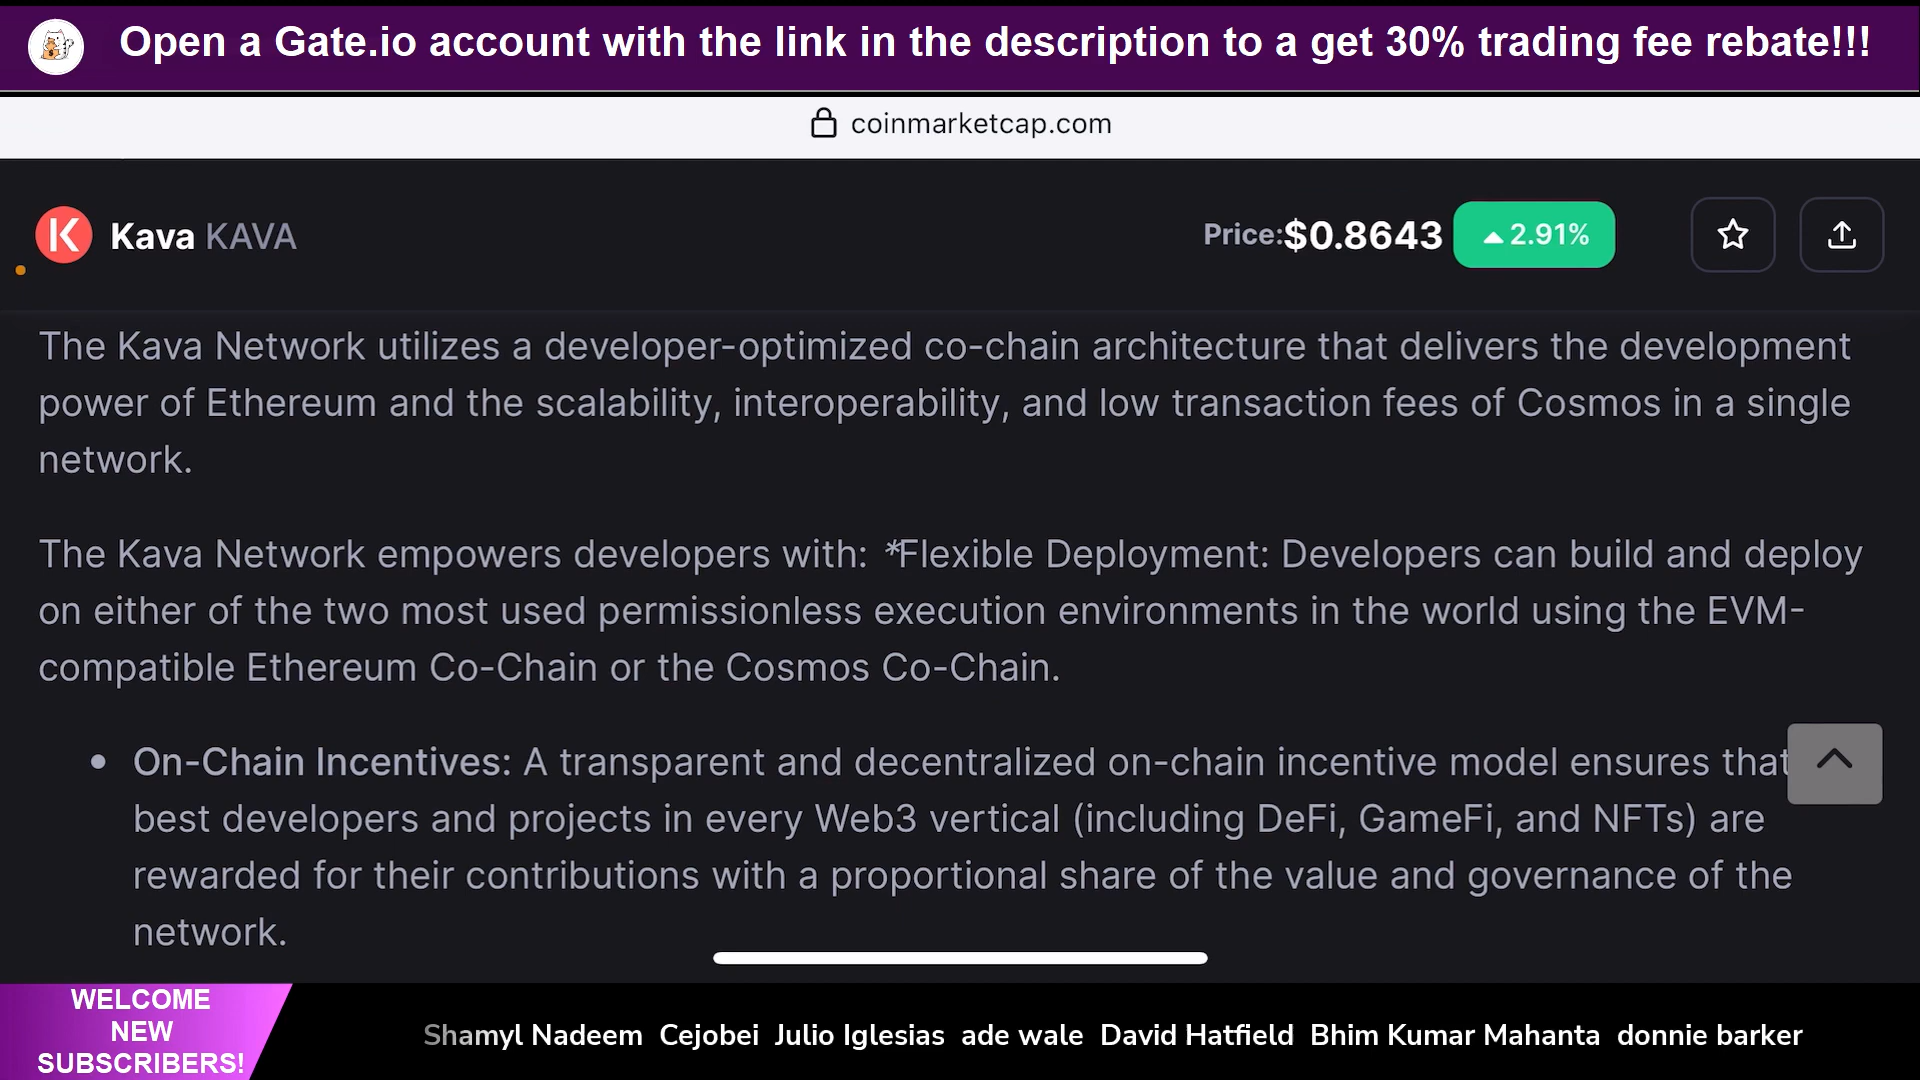 Open a Gate.io account with the link in the description to a get 30% trading fee rebate!!!
coinmarketcap.com
Kava KAVA
Price:$0.8643 2.91%
The Kava Network utilizes a developer-optimized co-chain architecture that delivers the development
power of Ethereum and the scalability, interoperability, and low transaction fees of Cosmos in a single
network.
The Kava Network empowers developers with: *Flexible Deployment: Developers can build and deploy
on either of the two most used permissionless execution environments in the world using the EVM-
compatible Ethereum Co-Chain or the Cosmos Co-Chain.
On-Chain Incentives: A transparent and decentralized on-chain incentive model ensures that
best developers and projects in every Web3 vertical (including DeFi, GameFi, and NFTs) are
rewarded for their contributions with a proportional share of the value and governance of the
network.
WELCOME
NEW
SUBSCRIBERS!
Shamyl Nadeem Cejobei Julio Iglesias ade wale David Hatfield Bhim Kumar Mahanta donnie barker